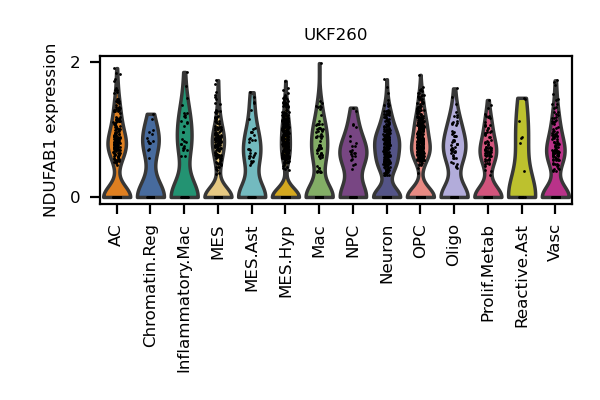 UKF260
NDUFAB1 expression
2
0
AC
Chromatin.Reg
Inflammatory.Mac
MES
MES.Ast
MES.Hyp
Mac
NPC
Neuron
OPC
Oligo
Prolif.Metab
Reactive.Ast
Vasc